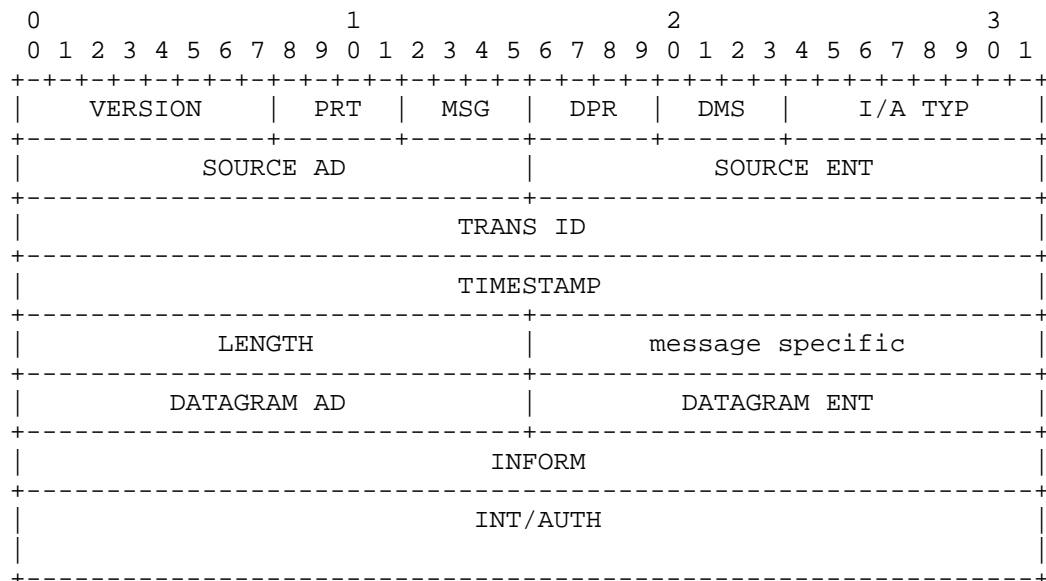 0                   1                   2                   3
0 1 2 3 4 5 6 7 8 9 0 1 2 3 4 5 6 7 8 9 0 1 2 3 4 5 6 7 8 9 0 1
+-+-+-+-+-+-+-+-+-+-+-+-+-+-+-+-+-+-+-+-+-+-+-+-+-+-+-+-+-+-+-+-+
|    VERSION    |  PRT  |  MSG  |  DPR  |  DMS  |    I/A TYP    |
+---------------+-------+-------+-------+-------+---------------+
|           SOURCE AD           |           SOURCE ENT          |
+-------------------------------+-------------------------------+
|                           TRANS ID                            |
+---------------------------------------------------------------+
|                           TIMESTAMP                           |
+-------------------------------+-------------------------------+
|            LENGTH             |       message specific        |
+-------------------------------+-------------------------------+
|         DATAGRAM AD           |         DATAGRAM ENT          |
+-------------------------------+-------------------------------+
|                             INFORM                            |
+---------------------------------------------------------------+
|                            INT/AUTH                           |
|                                                               |
+---------------------------------------------------------------+